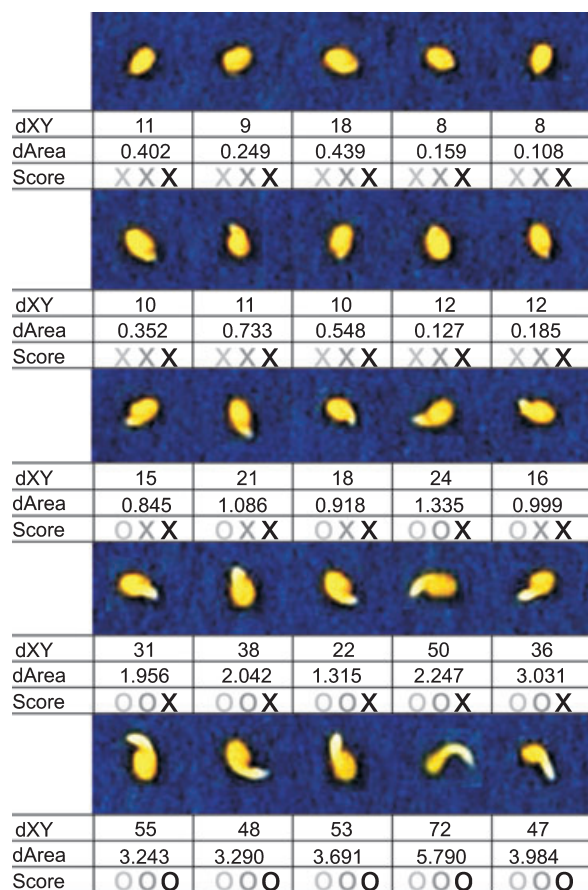 dXY 11 9 18 8 8
dArea 0.402 0.249 0.439 0.159 0.108
Score XXX XXX XXX XXX XXX
dXY 10 11 10 12 12
dArea 0.352 0.733 0.548 0.127 0.185
Score XXX XXX XXX XXX XXX
dXY 15 21 18 24 16
dArea 0.845 1.086 0.918 1.335 0.999
Score OXX OXX OXX OOX OXX
dXY 31 38 22 50 36
dArea 1.956 2.042 1.315 2.247 3.031
Score OOX OOX OOX OOX OOX
dXY 55 48 53 72 47
dArea 3.243 3.290 3.691 5.790 3.984
Score OOO OOO OOO OOO OOO